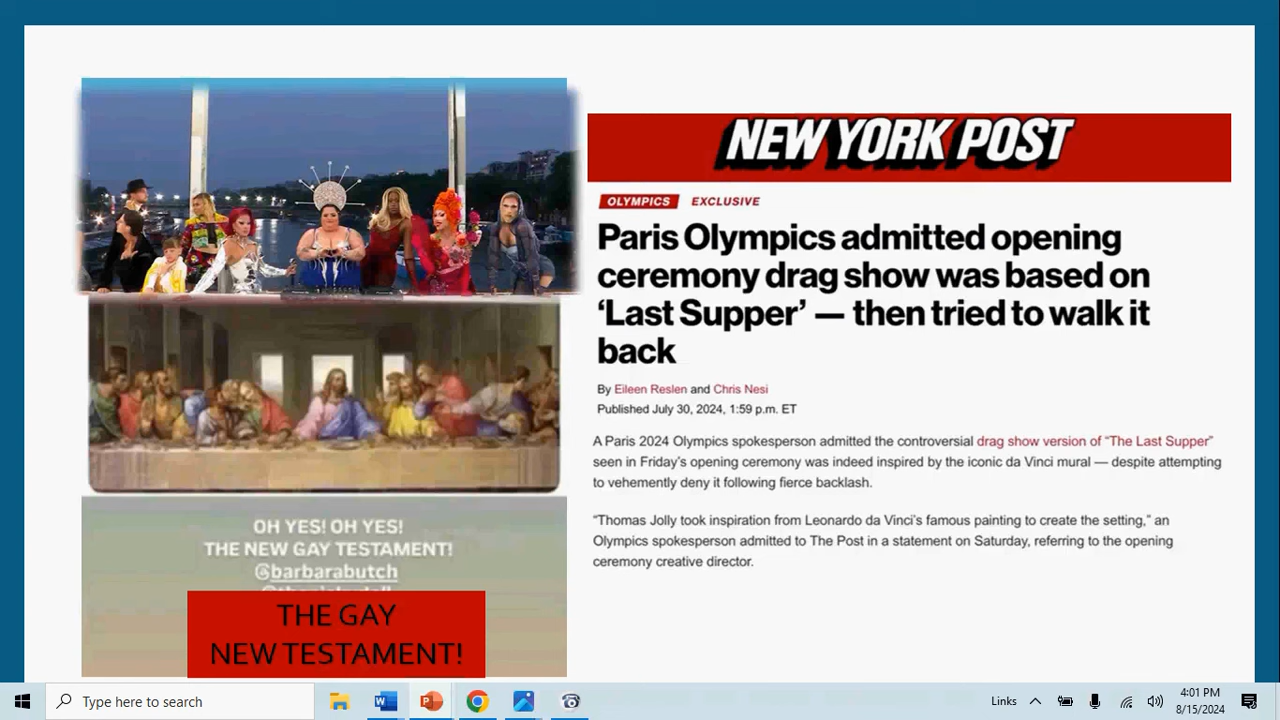 OH YES! OH YES!
THE NEW GAY TESTAMENT!
@barbarabutch
THE GAY
NEW TESTAMENT!
NEW YORK POST
OLYMPICS EXCLUSIVE
Paris Olympics admitted opening
ceremony drag show was based on
‘Last Supper’ — then tried to walk it
back
By Eileen Reslen and Chris Nesi
Published July 30, 2024, 1:59 p.m. ET
A Paris 2024 Olympics spokesperson admitted the controversial drag show version of “The Last Supper”
seen in Friday’s opening ceremony was indeed inspired by the iconic da Vinci mural — despite attempting
to vehemently deny it following fierce backlash.
“Thomas Jolly took inspiration from Leonardo da Vinci’s famous painting to create the setting,” an
Olympics spokesperson admitted to The Post in a statement on Saturday, referring to the opening
ceremony creative director.
Type here to search
Links
4:01 PM
8/15/2024